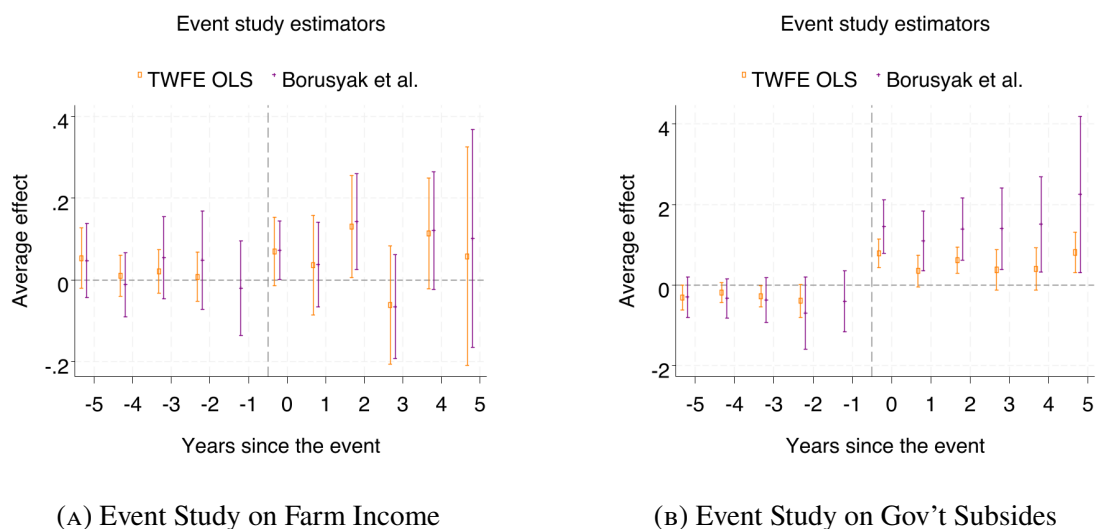 Event study estimators
TWFE OLS Borusyak et al.
Average effect
.4
.2
0
-.2
-5 -4 -3 -2 -1 0 1 2 3 4 5
Years since the event
(A) Event Study on Farm Income
Event study estimators
TWFE OLS Borusyak et al.
Average effect
4
2
0
-2
-5 -4 -3 -2 -1 0 1 2 3 4 5
Years since the event
(B) Event Study on Gov't Subsides